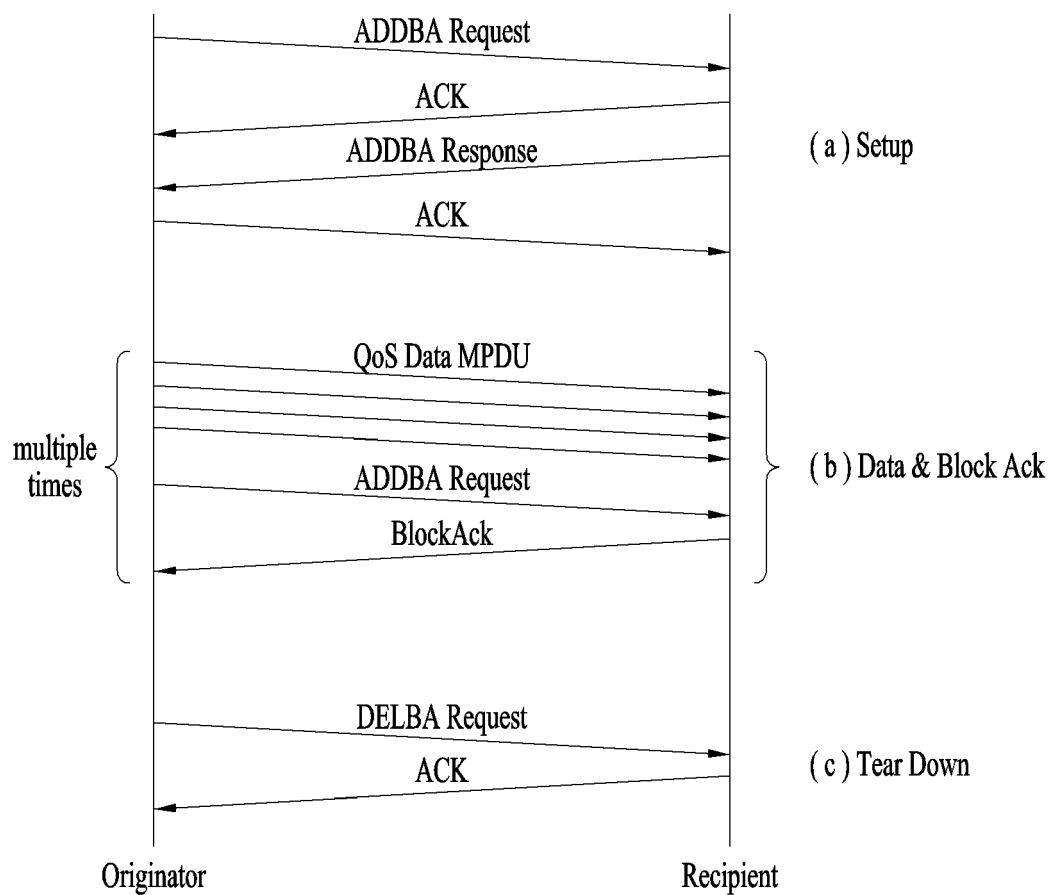 ADDBA Request
ACK
ADDBA Response
( a ) Setup
ACK
QoS Data MPDU
multiple
times
( b ) Data & Block Ack
ADDBA Request
BlockAck
DELBA Request
ACK
( c ) Tear Down
Originator
Recipient